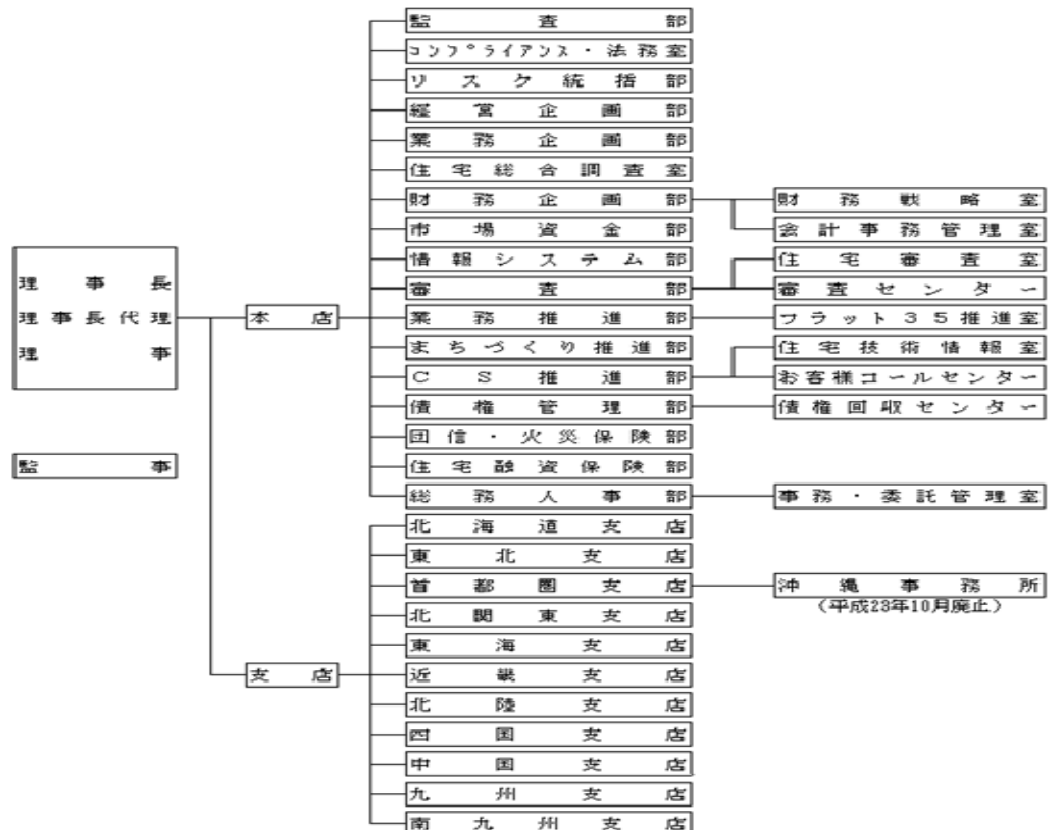 理事長
理事長代理
理事
監事
本店
監査部
コンプライアンス・法務室
リスク統括部
経営企画部
業務企画部
住宅総合調査室
財務企画部
財務戦略室
会計事務管理室
市場資金部
情報システム部
審査部
住宅審査室
審査センター
業務推進部
フラット35推進室
まちづくり推進部
CS推進部
住宅技術情報室
お客様コールセンター
債権管理部
債権回収センター
団信・火災保険部
住宅融資保険部
総務人事部
事務・委託管理室
支店
北海道支店
東北支店
首都圏支店
沖縄事務所
(平成23年10月廃止)
北関東支店
東海支店
近畿支店
北陸支店
四国支店
中国支店
九州支店
南九州支店